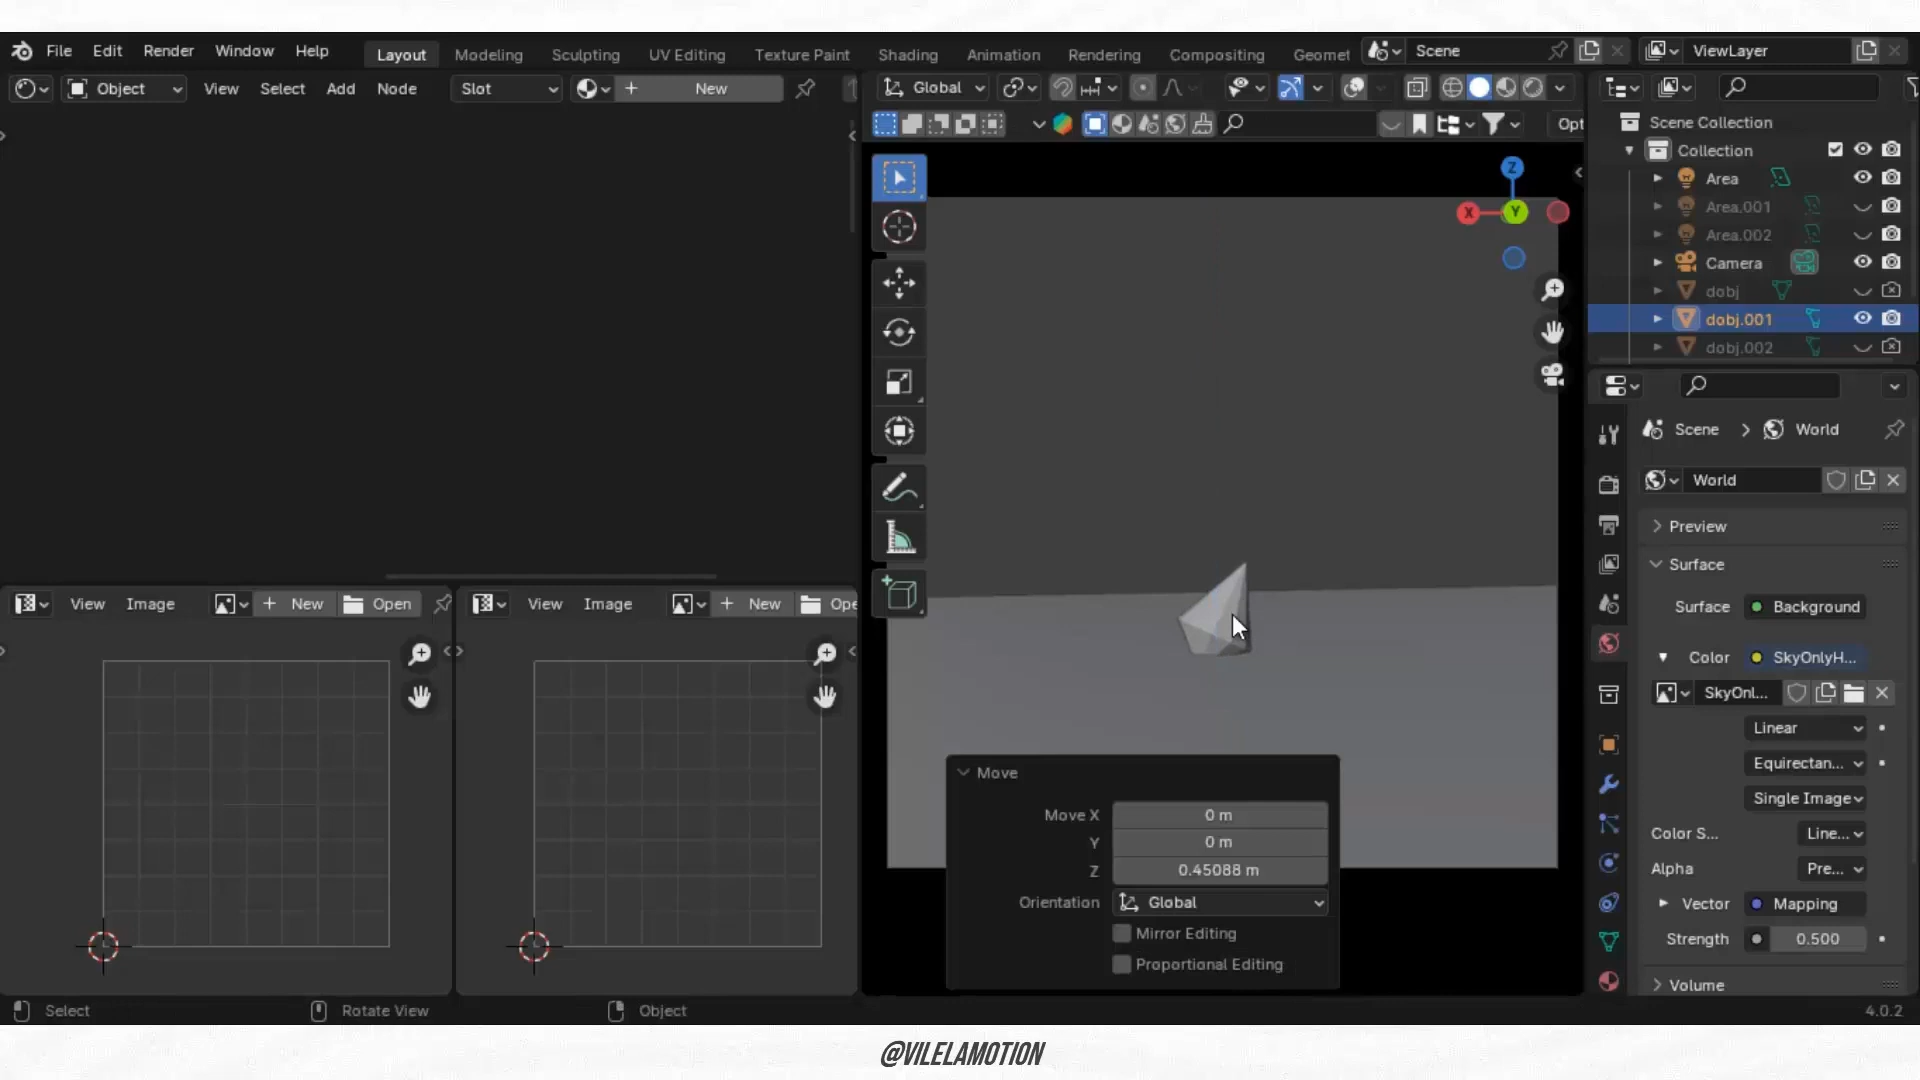 File Edit Render Window Help Layout Modeling Sculpting UV Editing Texture Paint Shading Animation Rendering Compositing Geomet Scene ViewLayer
Object View Select Add Node Slot New Global
Opt
Scene Collection
Collection
Area
Area.001
Area.002
Camera
dobj
dobj.001
dobj.002
Z
X Y
Scene > World
World
Preview
Surface
Surface Background
Color SkyOnlyH...
SkyOnl...
Linear
Equirectan...
Single Image
Color S... Line...
Alpha Pre...
Vector Mapping
Strength 0.500
Volume
View Image New Open
View Image New Ope
Move
Move X 0 m
Y 0 m
Z 0.45088 m
Orientation Global
Mirror Editing
Proportional Editing
Select Rotate View Object 4.0.2
@VILELAMOTION